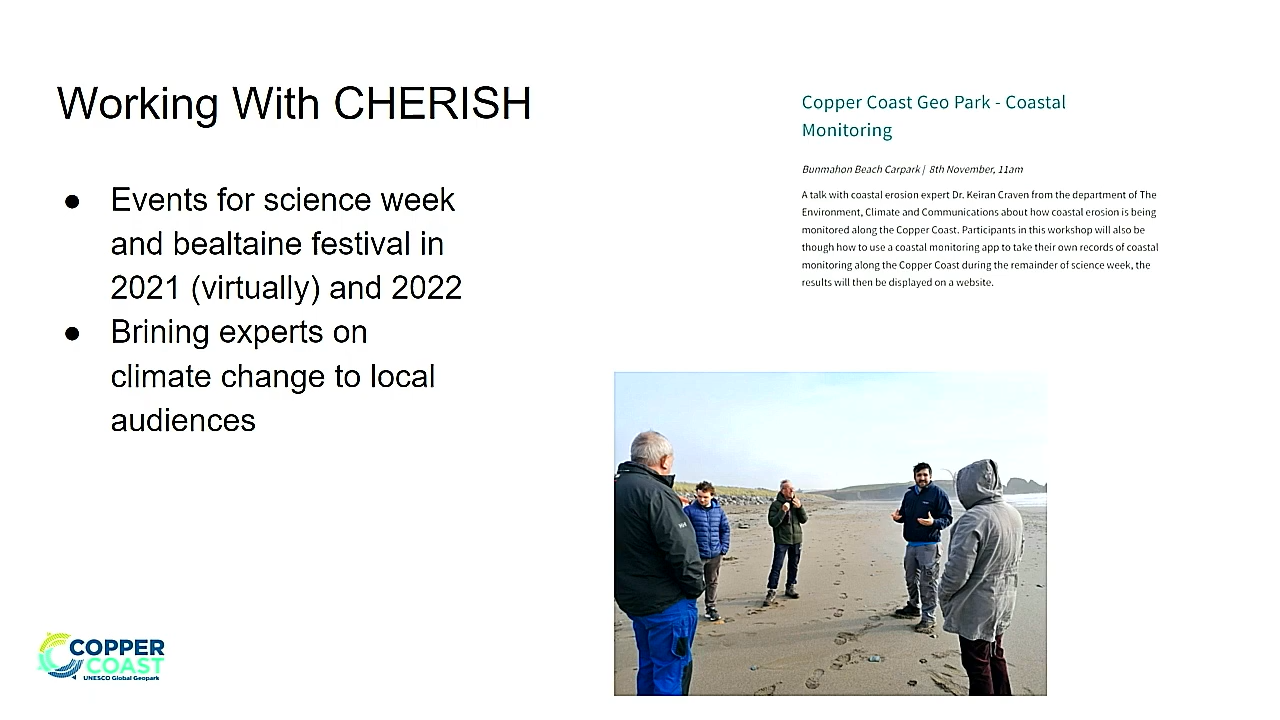 Working With CHERISH
● Events for science week
and bealtaine festival in
2021 (virtually) and 2022
● Brining experts on
climate change to local
audiences
Copper Coast Geo Park - Coastal
Monitoring
Bunmahon Beach Carpark | 8th November, 11am
A talk with coastal erosion expert Dr. Keiran Craven from the department of The
Environment, Climate and Communications about how coastal erosion is being
monitored along the Copper Coast. Participants in this workshop will also be
though how to use a coastal monitoring app to take their own records of coastal
monitoring along the Copper Coast during the remainder of science week, the
results will then be displayed on a website.
COPPER
COAST
UNESCO Global Geopark